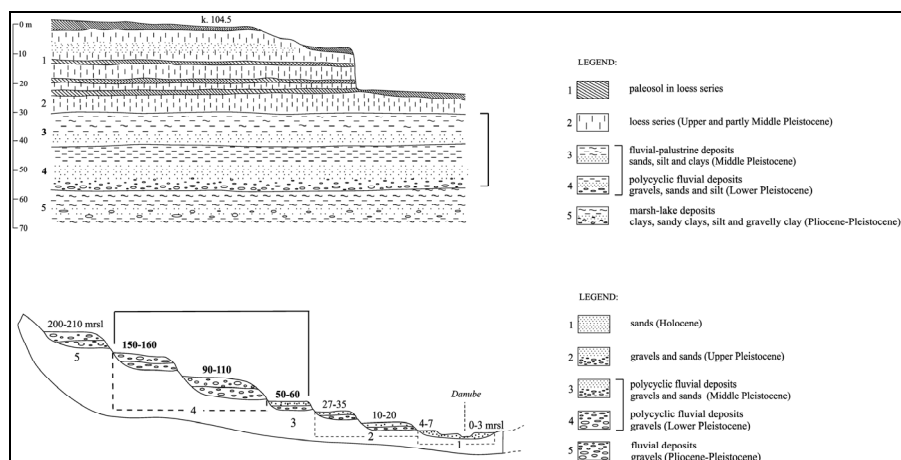 k. 104.5
0 m
10
20
30
40
50
60
70
1
2
3
4
5
LEGEND:
1 paleosol in loess series
2 loess series (Upper and partly Middle Pleistocene)
3 fluvial-palustrine deposits
sands, silt and clays (Middle Pleistocene)
4 polycyclic fluvial deposits
gravels, sands and silt (Lower Pleistocene)
5 marsh-lake deposits
clays, sandy clays, silt and gravelly clay (Pliocene-Pleistocene)
200-210 mrsl
150-160
90-110
50-60
27-35
10-20
4-7
Danube
0-3 mrsl
5
4
3
2
1
LEGEND:
1 sands (Holocene)
2 gravels and sands (Upper Pleistocene)
3 polycyclic fluvial deposits
gravels and sands (Middle Pleistocene)
4 polycyclic fluvial deposits
gravels (Lower Pleistocene)
5 fluvial deposits
gravels (Pliocene-Pleistocene)